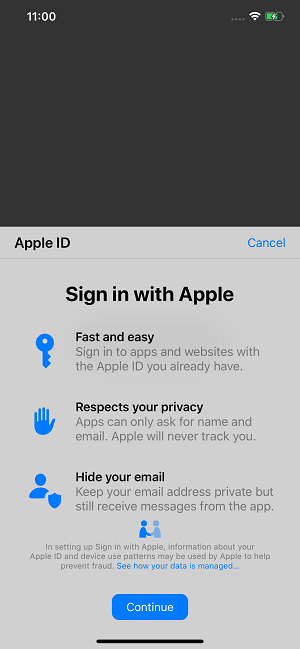 11:00
Apple ID
Cancel
Sign in with Apple
Fast and easy
Sign in to apps and websites with
the Apple ID you already have.
Respects your privacy
Apps can only ask for name and
email. Apple will never track you.
Hide your email
Keep your email address private but
still receive messages from the app.
In setting up Sign in with Apple, information about your
Apple ID and device use patterns may be used by Apple to help
prevent fraud. See how your data is managed...
Continue